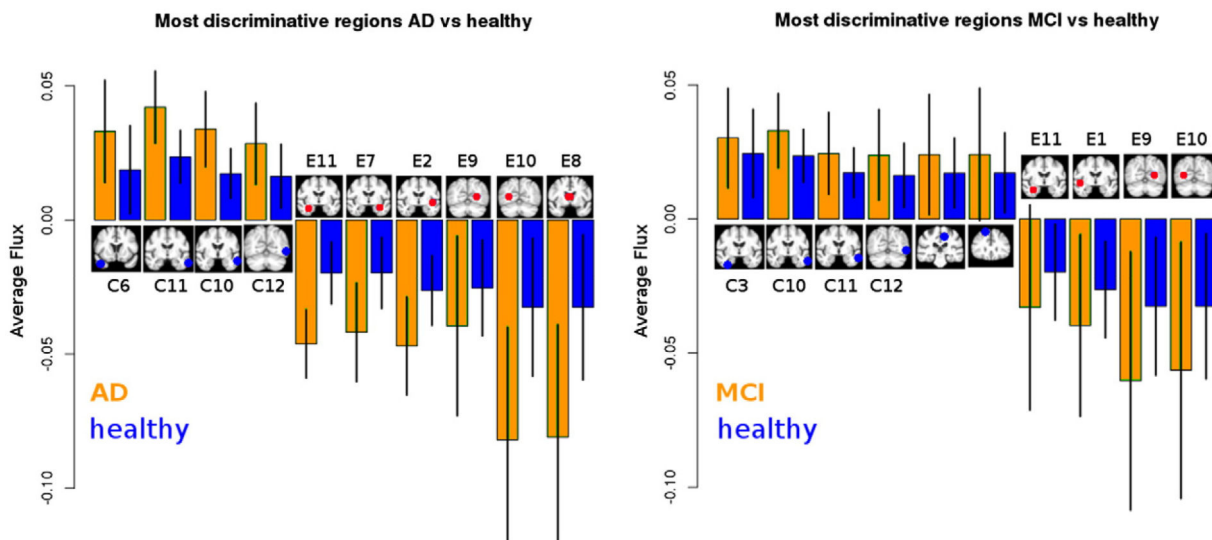 Most discriminative regions AD vs healthy
Average Flux
0.05
0.00
-0.05
-0.10
E11 E7 E2 E9 E10 E8
C6 C11 C10 C12
AD
healthy
Most discriminative regions MCI vs healthy
Average Flux
0.05
0.00
-0.05
-0.10
E11 E1 E9 E10
C3 C10 C11 C12
MCI
healthy